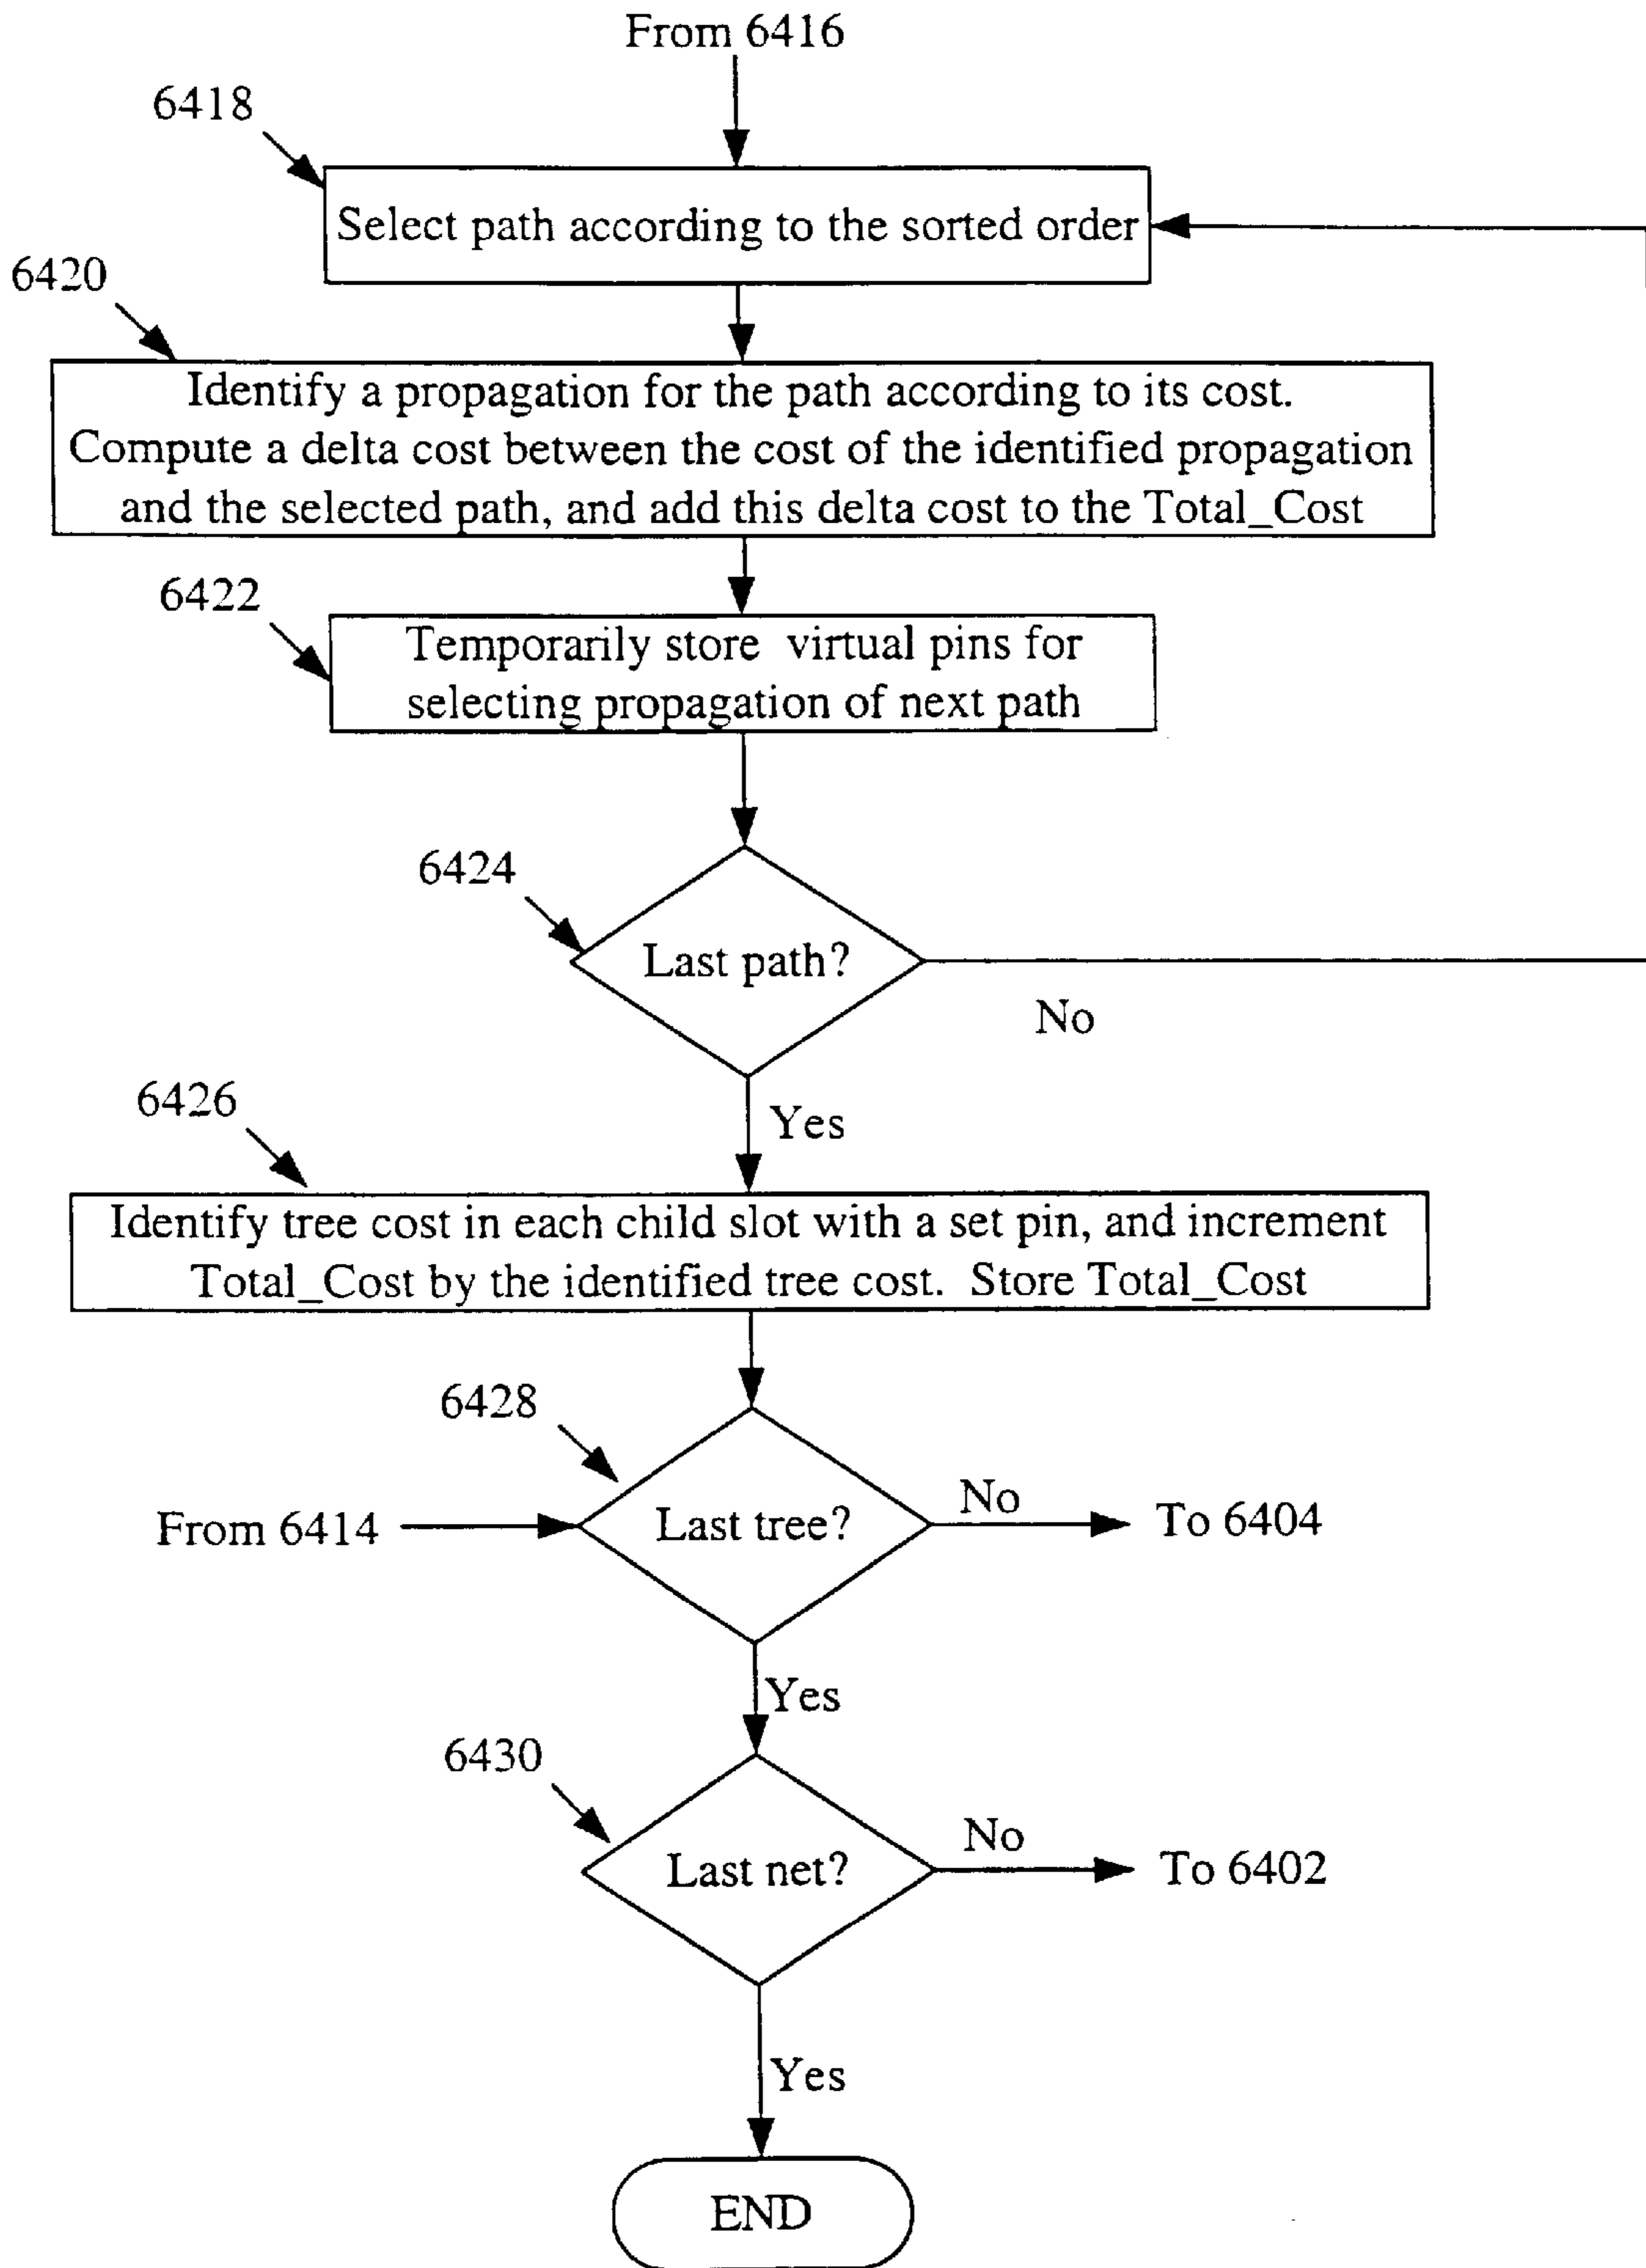 From 6416
6418
Select path according to the sorted order
6420
Identify a propagation for the path according to its cost.
Compute a delta cost between the cost of the identified propagation
and the selected path, and add this delta cost to the Total_Cost
6422
Temporarily store virtual pins for
selecting propagation of next path
6424
Last path?
No
Yes
6426
Identify tree cost in each child slot with a set pin, and increment
Total_Cost by the identified tree cost. Store Total_Cost
6428
From 6414
Last tree?
No
To 6404
Yes
6430
Last net?
No
To 6402
Yes
END